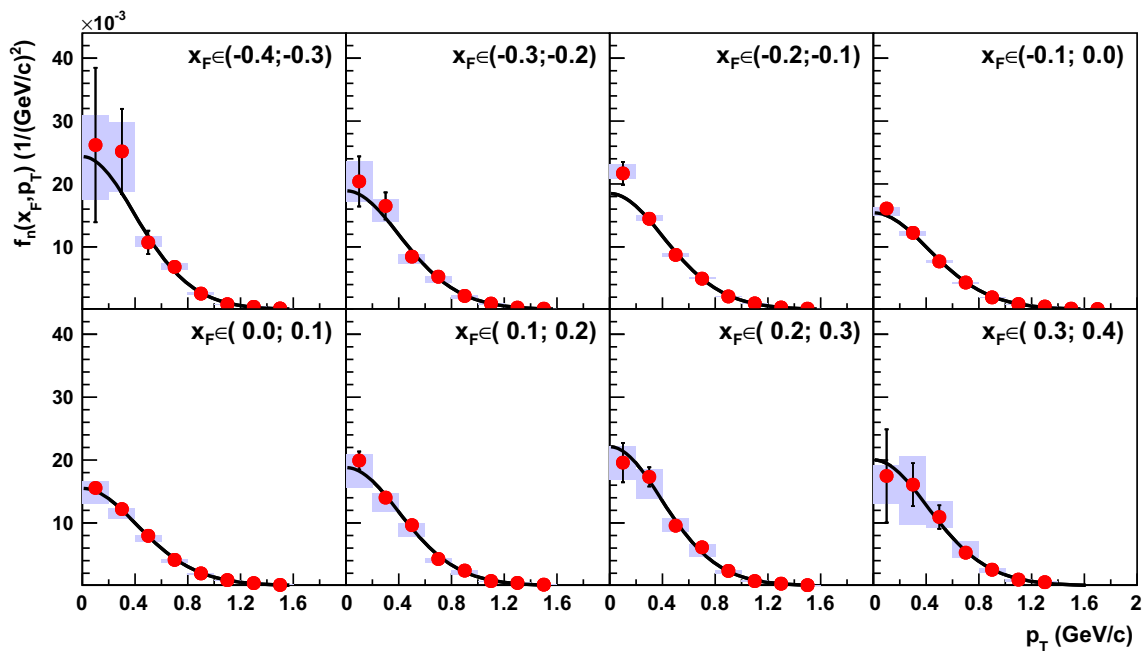 ×10⁻³
f_n(x_F,p_T) (1/(GeV/c)²)
x_F∈(-0.4;-0.3) x_F∈(-0.3;-0.2) x_F∈(-0.2;-0.1) x_F∈(-0.1; 0.0)
40
30
20
10
x_F∈( 0.0; 0.1) x_F∈( 0.1; 0.2) x_F∈( 0.2; 0.3) x_F∈( 0.3; 0.4)
40
30
20
10
0 0.4 0.8 1.2 1.6 0 0.4 0.8 1.2 1.6 0 0.4 0.8 1.2 1.6 0 0.4 0.8 1.2 1.6 2
p_T (GeV/c)